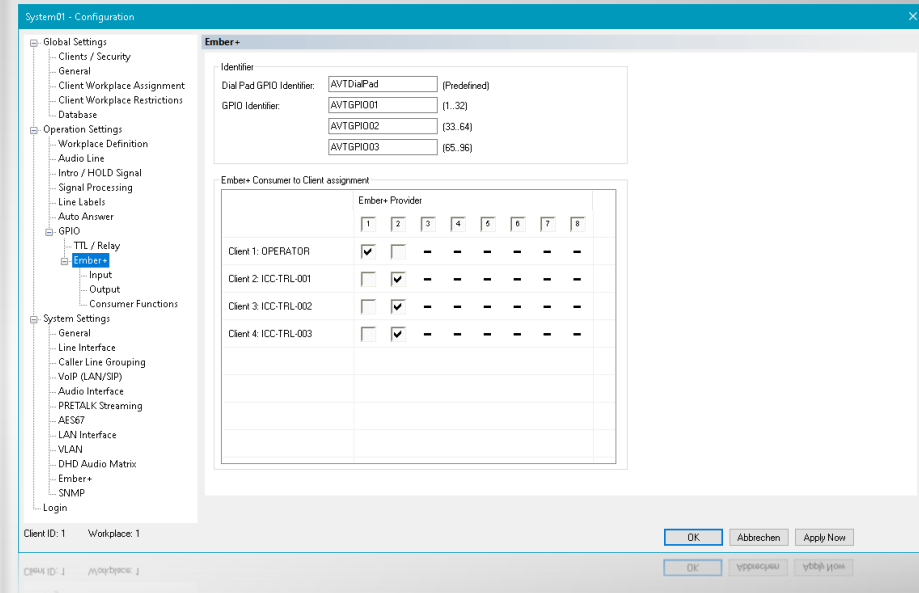 System01 - Configuration
Global Settings
Clients / Security
General
Client Workplace Assignment
Client Workplace Restrictions
Database
Operation Settings
Workplace Definition
Audio Line
Intro / HOLD Signal
Signal Processing
Line Labels
Auto Answer
GPIO
TTL / Relay
Ember+
Input
Output
Consumer Functions
System Settings
General
Line Interface
Caller Line Grouping
VoIP (LAN/SIP)
Audio Interface
PRETALK Streaming
AES67
LAN Interface
VLAN
DHD Audio Matrix
Ember+
SNMP
Login
Ember+
Identifier
Dial Pad GPIO Identifier: AVTDialPad (Predefined)
GPIO Identifier: AVTGPIO01 (1..32)
AVTGPIO02 (33..64)
AVTGPIO03 (65..96)
Ember+ Consumer to Client assignment
Ember+ Provider
1 2 3 4 5 6 7 8
Client 1: OPERATOR - - - - - -
Client 2: ICC-TRL-001 - - - - - -
Client 3: ICC-TRL-002 - - - - - -
Client 4: ICC-TRL-003 - - - - - -
Client ID: 1 Workplace: 1
OK Abbrechen Apply Now